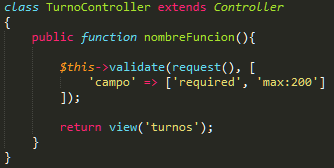 class TurnoController extends Controller
{
public function nombreFuncion(){
$this->validate(request(), [
'campo' => ['required', 'max:200']
]);
return view('turnos');
}
}